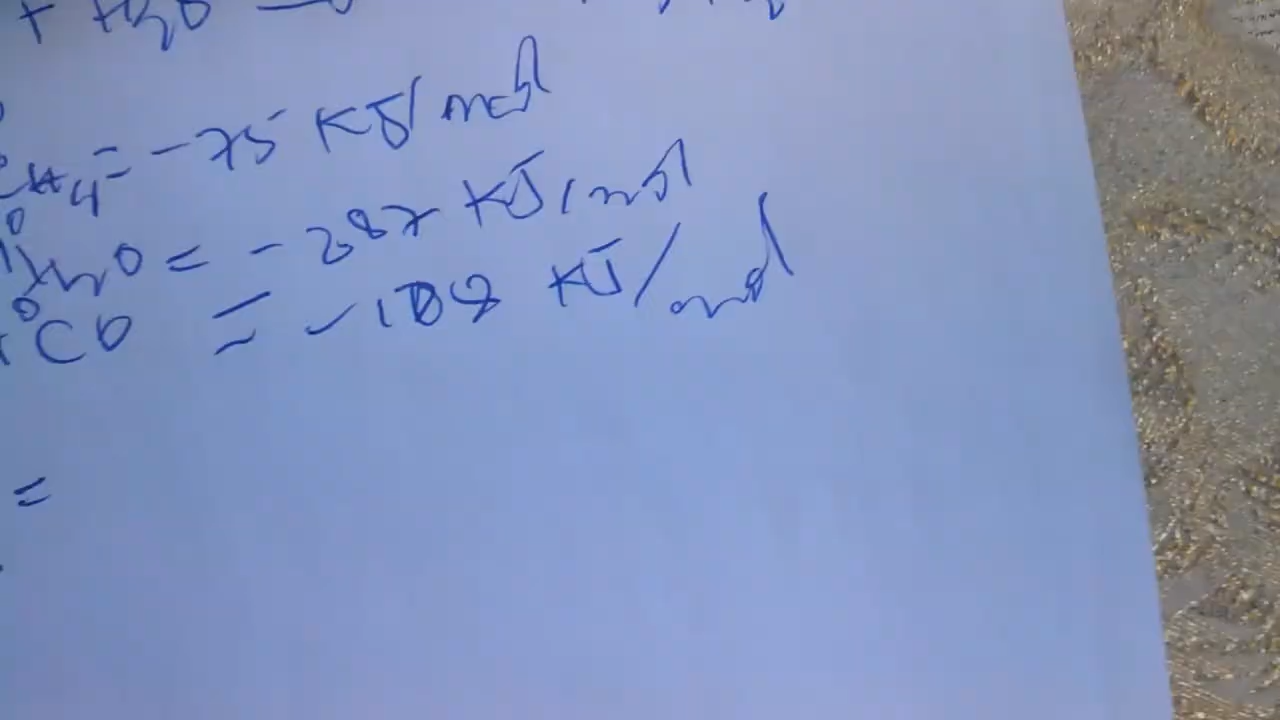 + H2O
CH4 = -75 KJ/mol
H2O = -287 KJ/mol
CO = -108 KJ/mol
=